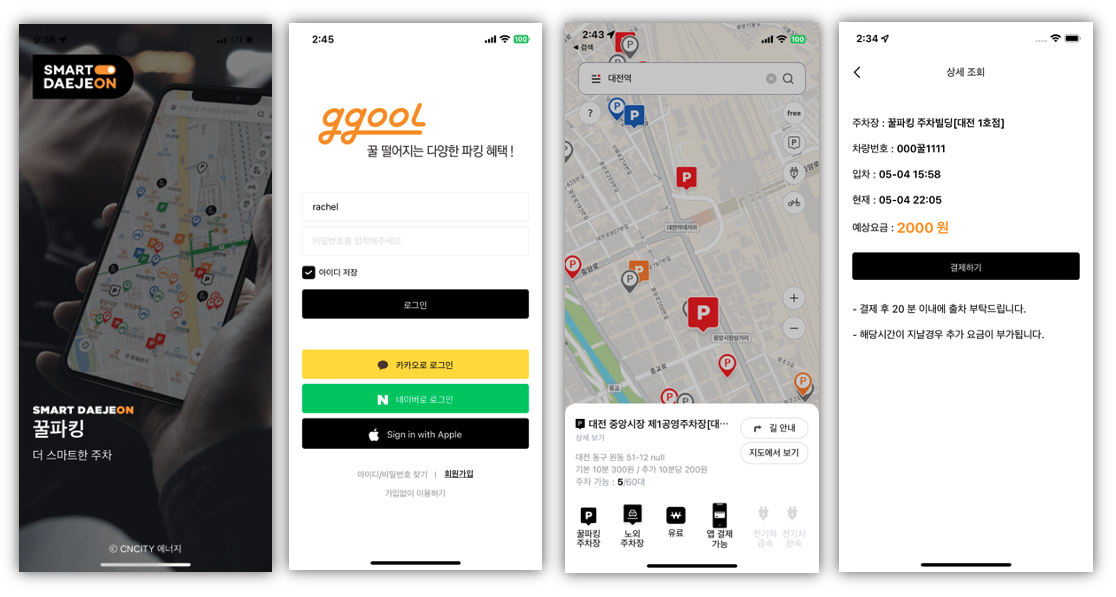 9:36
LTE
SMART
DAEJEON
SMART DAEJEON
꿀파킹
더 스마트한 주차
ⓒ CNCITY 에너지
2:45
100
ggool
꿀 떨어지는 다양한 파킹 혜택 !
rachel
비밀번호를 입력해주세요.
아이디 저장
로그인
카카오로 로그인
N 네이버로 로그인
Sign in with Apple
아이디/비밀번호 찾기 | 회원가입
가입없이 이용하기
2:43
100
◀ 검색
대전역
?
free
P
대전역네거리
중앙로
중앙시장삼거리
중교로
중교
+
−
대전 중앙시장 제1공영주차장[대···
상세 보기
길 안내
지도에서 보기
대전 동구 원동 51-12 null
기본 10분 300원 / 추가 10분당 200원
주차 가능 : 5/60대
꿀파킹
주차장
노외
주차장
유료
앱 결제
가능
전기차
급속
전기차
완속
2:34
상세 조회
주차장 : 꿀파킹 주차빌딩[대전 1호점]
차량번호 : 000꿀1111
입차 : 05-04 15:58
현재 : 05-04 22:05
예상요금 : 2000 원
결제하기
- 결제 후 20 분 이내에 출차 부탁드립니다.
- 해당시간이 지날경우 추가 요금이 부가됩니다.